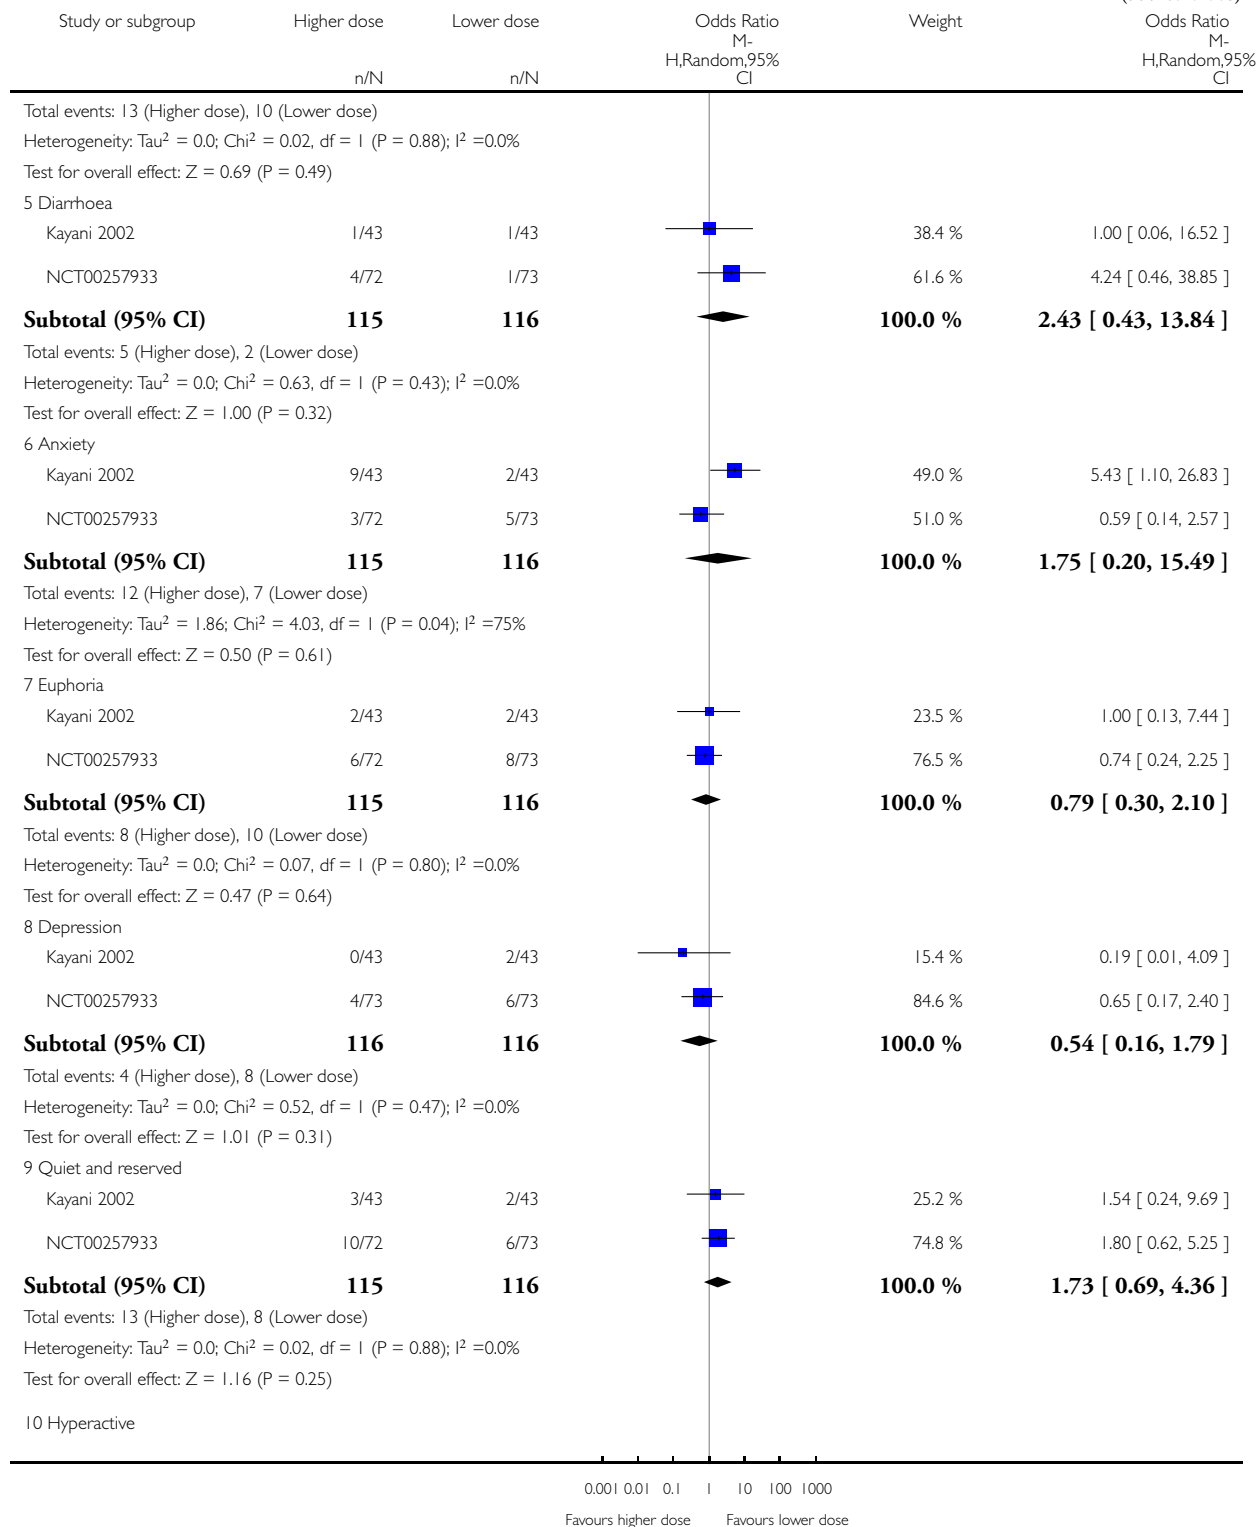 Study or subgroup Higher dose Lower dose Odds Ratio Weight Odds Ratio
M- M-
H,Random,95% H,Random,95%
n/N n/N CI CI
Total events: 13 (Higher dose), 10 (Lower dose)
Heterogeneity: Tau² = 0.0; Chi² = 0.02, df = 1 (P = 0.88); I² =0.0%
Test for overall effect: Z = 0.69 (P = 0.49)
5 Diarrhoea
Kayani 2002 1/43 1/43 38.4 % 1.00 [ 0.06, 16.52 ]
NCT00257933 4/72 1/73 61.6 % 4.24 [ 0.46, 38.85 ]
Subtotal (95% CI) 115 116 100.0 % 2.43 [ 0.43, 13.84 ]
Total events: 5 (Higher dose), 2 (Lower dose)
Heterogeneity: Tau² = 0.0; Chi² = 0.63, df = 1 (P = 0.43); I² =0.0%
Test for overall effect: Z = 1.00 (P = 0.32)
6 Anxiety
Kayani 2002 9/43 2/43 49.0 % 5.43 [ 1.10, 26.83 ]
NCT00257933 3/72 5/73 51.0 % 0.59 [ 0.14, 2.57 ]
Subtotal (95% CI) 115 116 100.0 % 1.75 [ 0.20, 15.49 ]
Total events: 12 (Higher dose), 7 (Lower dose)
Heterogeneity: Tau² = 1.86; Chi² = 4.03, df = 1 (P = 0.04); I² =75%
Test for overall effect: Z = 0.50 (P = 0.61)
7 Euphoria
Kayani 2002 2/43 2/43 23.5 % 1.00 [ 0.13, 7.44 ]
NCT00257933 6/72 8/73 76.5 % 0.74 [ 0.24, 2.25 ]
Subtotal (95% CI) 115 116 100.0 % 0.79 [ 0.30, 2.10 ]
Total events: 8 (Higher dose), 10 (Lower dose)
Heterogeneity: Tau² = 0.0; Chi² = 0.07, df = 1 (P = 0.80); I² =0.0%
Test for overall effect: Z = 0.47 (P = 0.64)
8 Depression
Kayani 2002 0/43 2/43 15.4 % 0.19 [ 0.01, 4.09 ]
NCT00257933 4/73 6/73 84.6 % 0.65 [ 0.17, 2.40 ]
Subtotal (95% CI) 116 116 100.0 % 0.54 [ 0.16, 1.79 ]
Total events: 4 (Higher dose), 8 (Lower dose)
Heterogeneity: Tau² = 0.0; Chi² = 0.52, df = 1 (P = 0.47); I² =0.0%
Test for overall effect: Z = 1.01 (P = 0.31)
9 Quiet and reserved
Kayani 2002 3/43 2/43 25.2 % 1.54 [ 0.24, 9.69 ]
NCT00257933 10/72 6/73 74.8 % 1.80 [ 0.62, 5.25 ]
Subtotal (95% CI) 115 116 100.0 % 1.73 [ 0.69, 4.36 ]
Total events: 13 (Higher dose), 8 (Lower dose)
Heterogeneity: Tau² = 0.0; Chi² = 0.02, df = 1 (P = 0.88); I² =0.0%
Test for overall effect: Z = 1.16 (P = 0.25)
10 Hyperactive
0.001 0.01 0.1 1 10 100 1000
Favours higher dose Favours lower dose